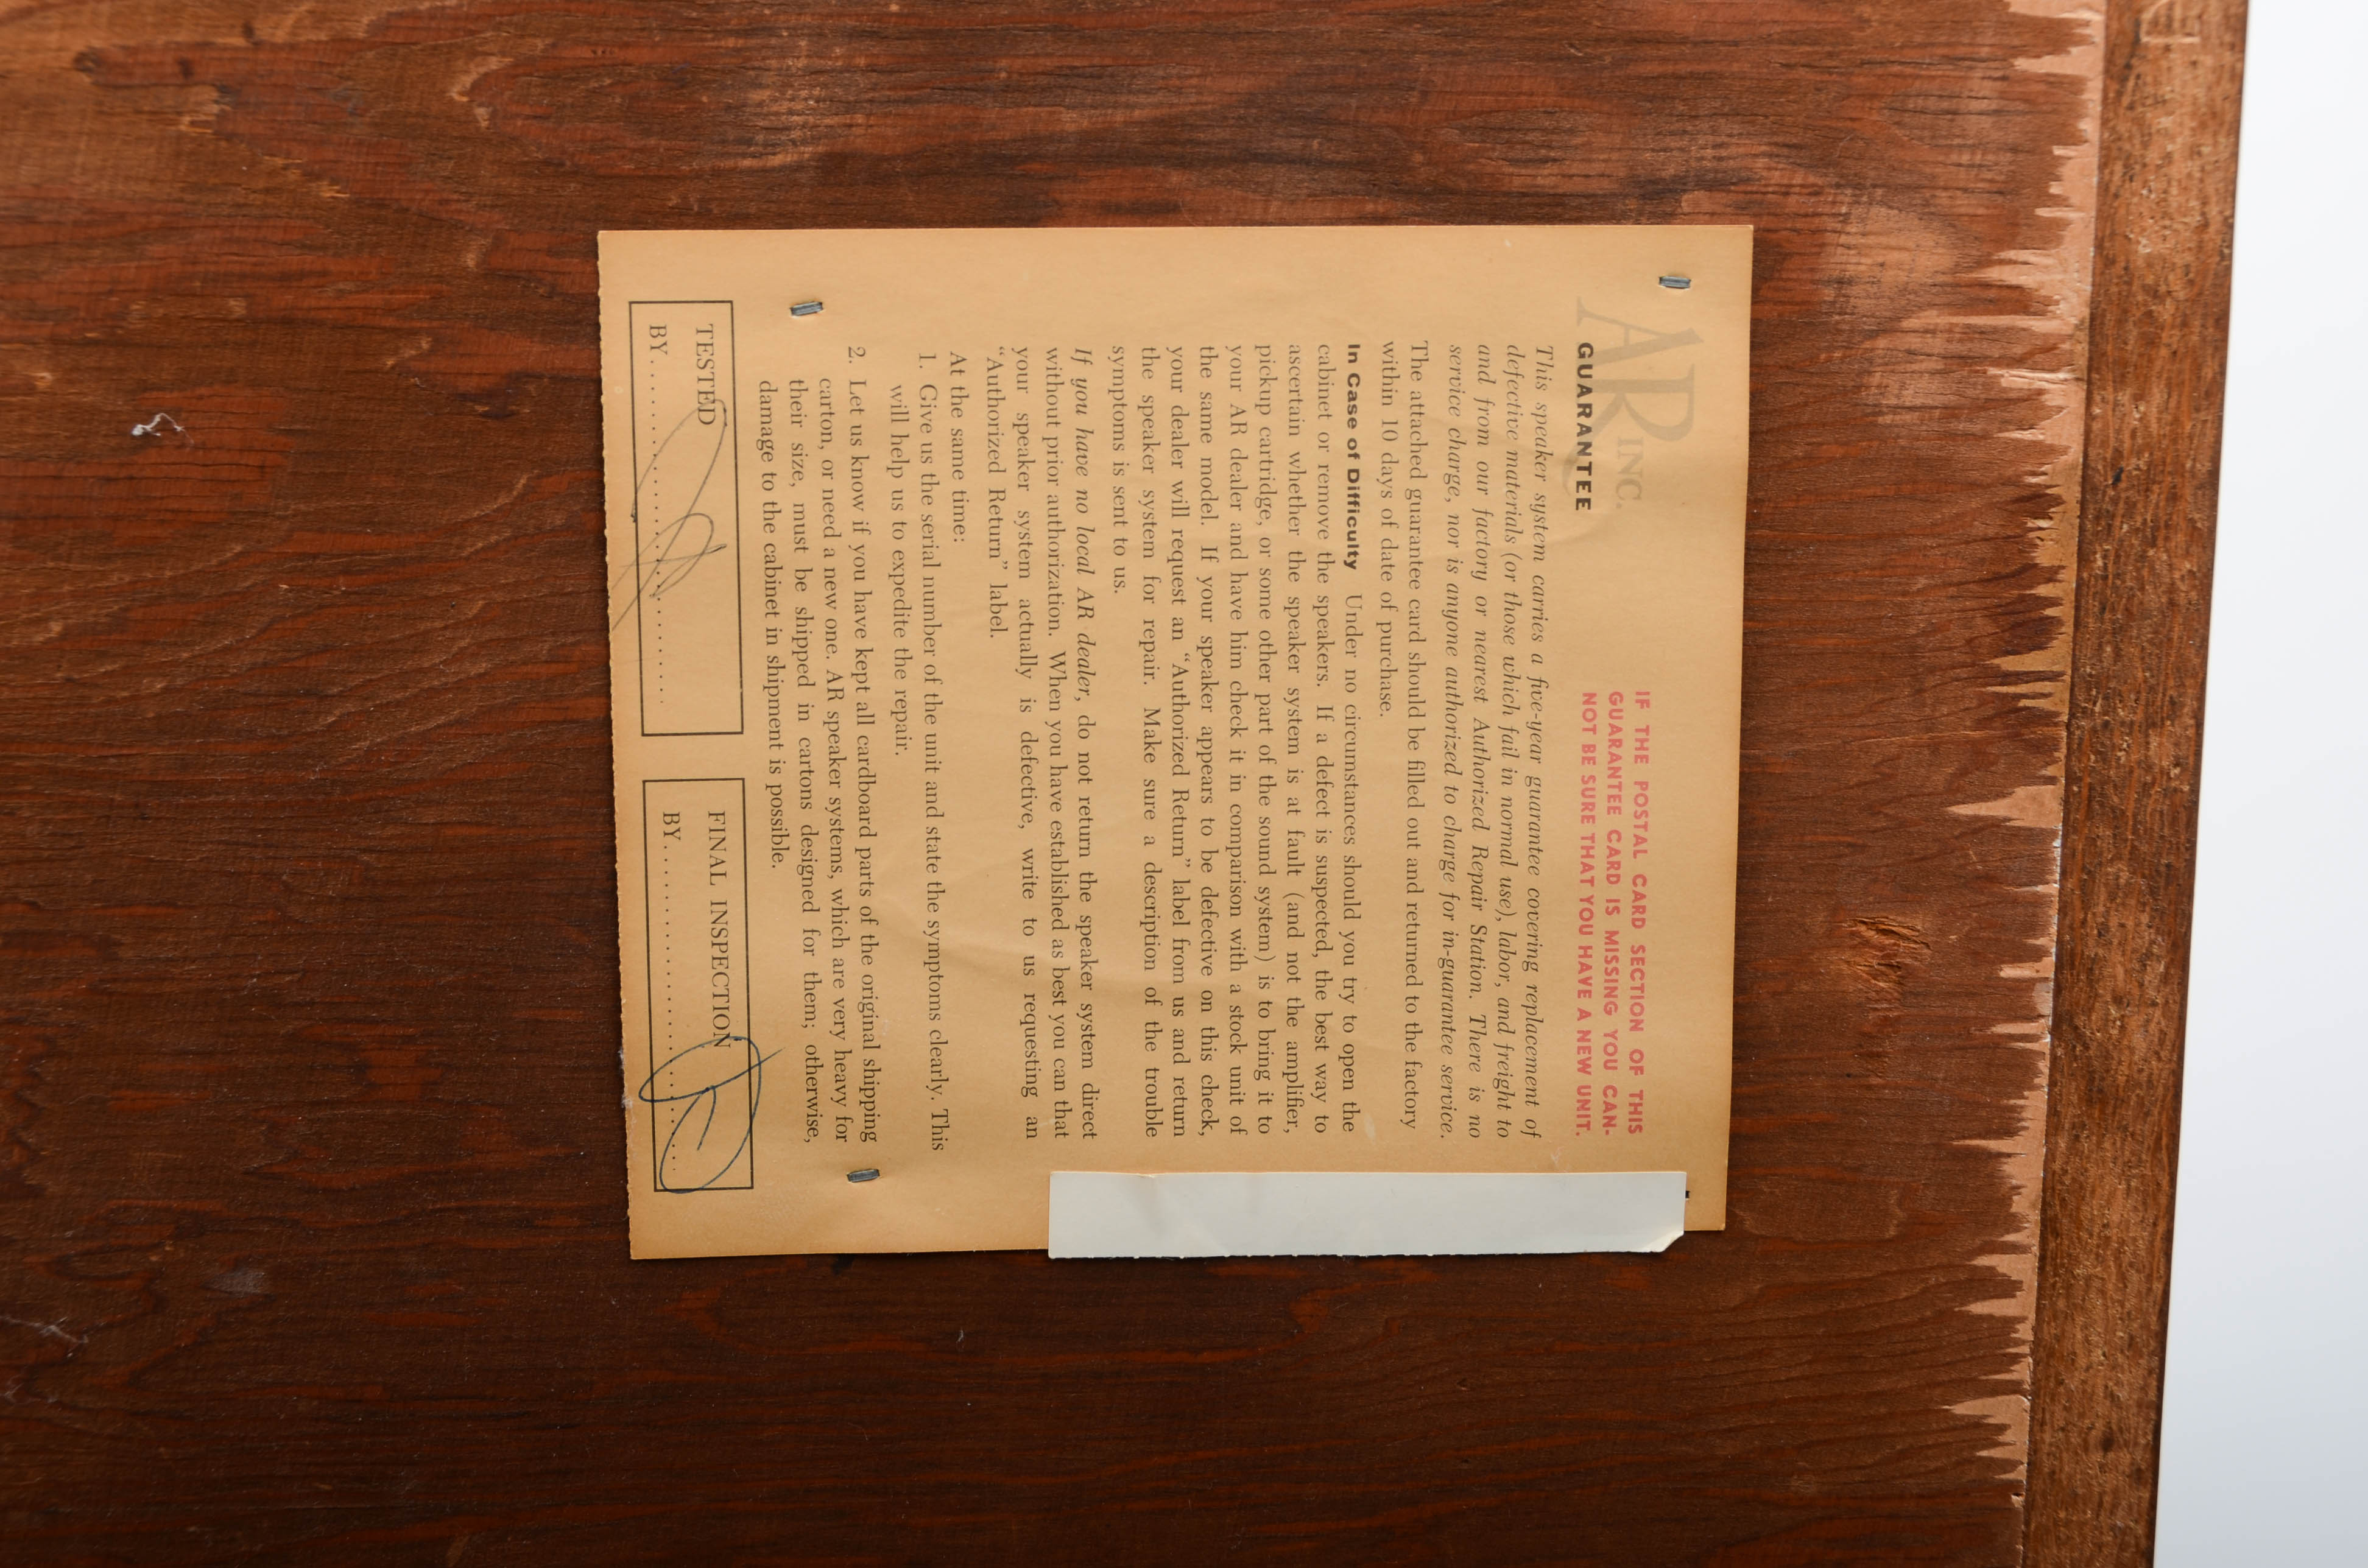 AR INC.
GUARANTEE
IF THE POSTAL CARD SECTION OF THIS
GUARANTEE CARD IS MISSING YOU CAN-
NOT BE SURE THAT YOU HAVE A NEW UNIT.
This speaker system carries a five-year guarantee covering replacement of
defective materials (or those which fail in normal use), labor, and freight to
and from our factory or nearest Authorized Repair Station. There is no
service charge, nor is anyone authorized to charge for in-guarantee service.
The attached guarantee card should be filled out and returned to the factory
within 10 days of date of purchase.
In Case of Difficulty Under no circumstances should you try to open the
cabinet or remove the speakers. If a defect is suspected, the best way to
ascertain whether the speaker system is at fault (and not the amplifier,
pickup cartridge, or some other part of the sound system) is to bring it to
your AR dealer and have him check it in comparison with a stock unit of
the same model. If your speaker appears to be defective on this check,
your dealer will request an “Authorized Return” label from us and return
the speaker system for repair. Make sure a description of the trouble
symptoms is sent to us.
If you have no local AR dealer, do not return the speaker system direct
without prior authorization. When you have established as best you can that
your speaker system actually is defective, write to us requesting an
“Authorized Return” label.
At the same time:
1. Give us the serial number of the unit and state the symptoms clearly. This
will help us to expedite the repair.
2. Let us know if you have kept all cardboard parts of the original shipping
carton, or need a new one. AR speaker systems, which are very heavy for
their size, must be shipped in cartons designed for them; otherwise,
damage to the cabinet in shipment is possible.
TESTED
BY
FINAL INSPECTION
BY